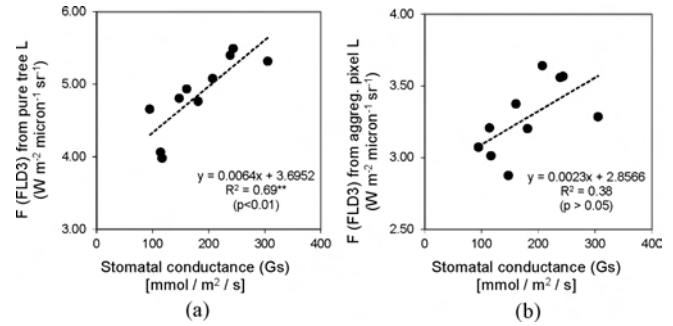 F (FLD3) from pure tree L
(W m⁻² micron⁻¹ sr⁻¹)
6.00
5.00
4.00
3.00
y = 0.0064x + 3.6952
R² = 0.69**
(p<0.01)
0 100 200 300 400
Stomatal conductance (Gs)
[mmol / m² / s]
(a)
F (FLD3) from aggreg. pixel L
(W m⁻² micron⁻¹ sr⁻¹)
4.00
3.50
3.00
2.50
y = 0.0023x + 2.8566
R² = 0.38
(p > 0.05)
0 100 200 300 400
Stomatal conductance (Gs)
[mmol / m² / s]
(b)